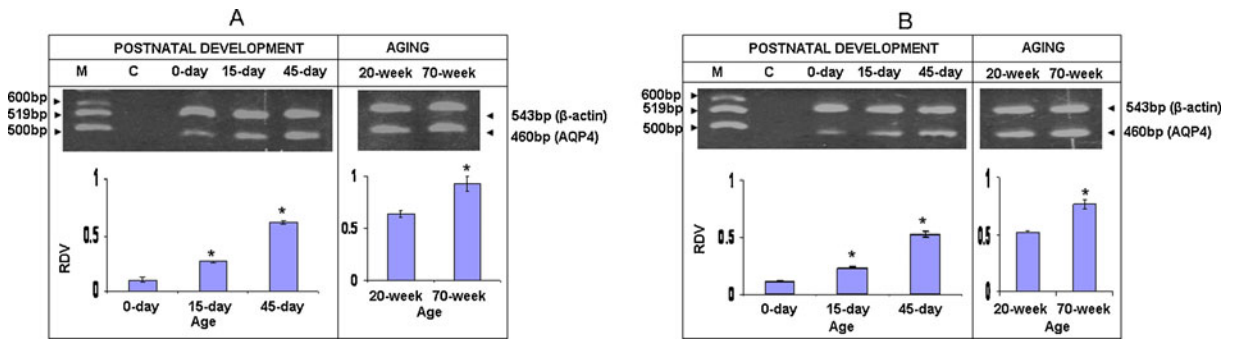 A
POSTNATAL DEVELOPMENT AGING
M C 0-day 15-day 45-day 20-week 70-week
600bp
519bp
500bp
543bp (β-actin)
460bp (AQP4)
RDV
1
0.5
0
* *
0-day 15-day 45-day
Age
1
0.5
0
*
20-week 70-week
Age
B
POSTNATAL DEVELOPMENT AGING
M C 0-day 15-day 45-day 20-week 70-week
600bp
519bp
500bp
543bp (β-actin)
460bp (AQP4)
RDV
1
0.5
0
* *
0-day 15-day 45-day
Age
1
0.5
0
*
20-week 70-week
Age